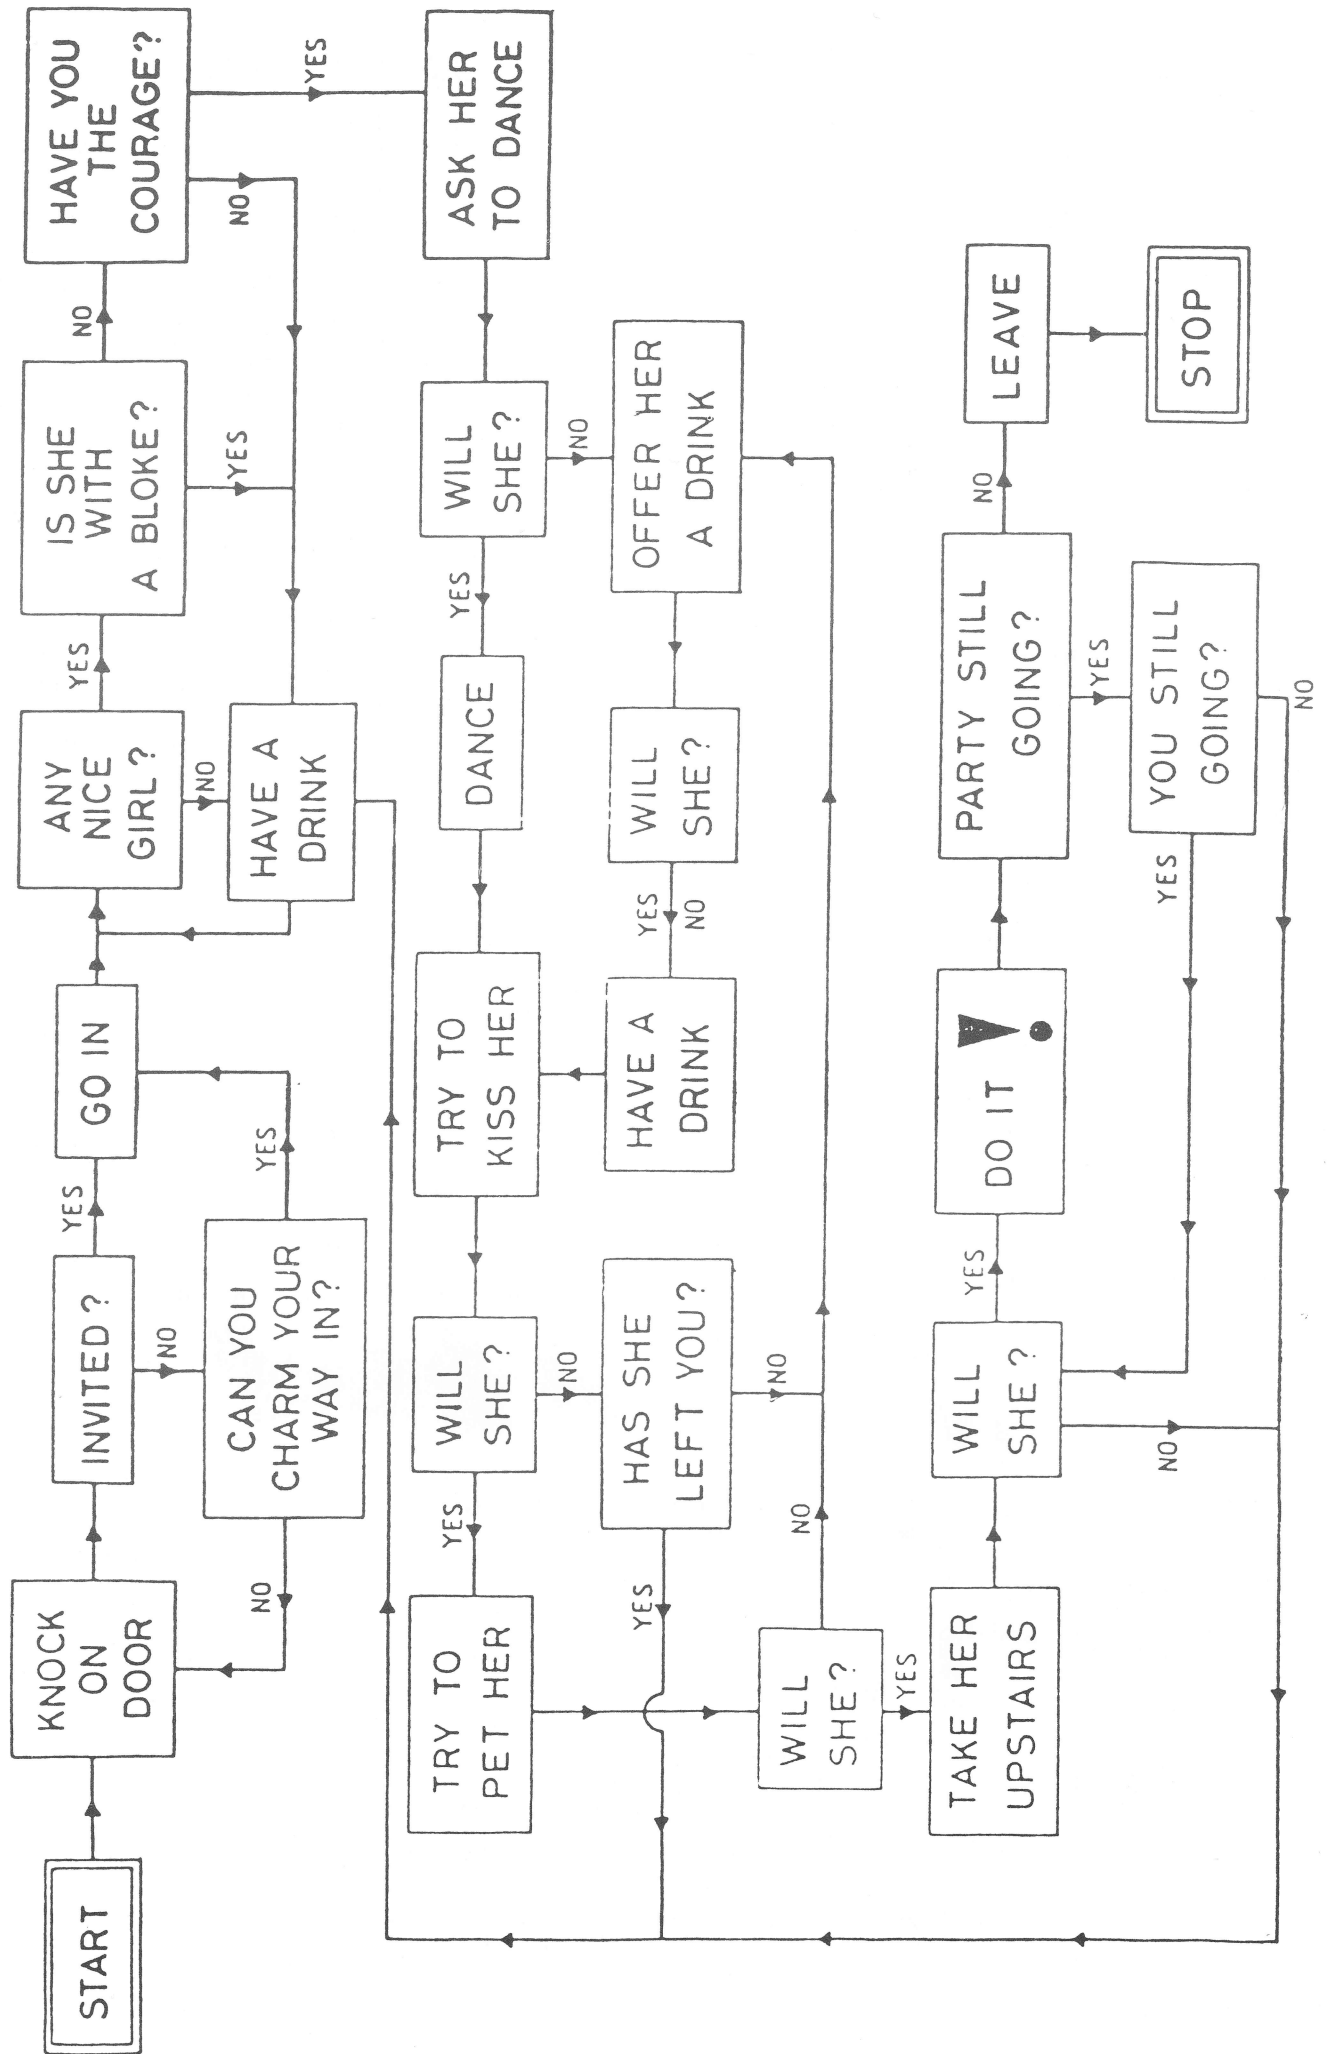 START
KNOCK
ON
DOOR
INVITED?
YES
NO
CAN YOU
CHARM YOUR
WAY IN?
NO
YES
GO IN
ANY
NICE
GIRL?
YES
NO
HAVE A
DRINK
IS SHE
WITH
A BLOKE?
NO
YES
HAVE YOU
THE
COURAGE?
NO
YES
ASK HER
TO DANCE
WILL
SHE?
YES
NO
DANCE
OFFER HER
A DRINK
WILL
SHE?
YES
NO
HAVE A
DRINK
TRY TO
KISS HER
WILL
SHE?
YES
NO
HAS SHE
LEFT YOU?
YES
NO
TRY TO
PET HER
WILL
SHE?
NO
YES
TAKE HER
UPSTAIRS
WILL
SHE?
YES
NO
DO IT !
PARTY STILL
GOING?
NO
YES
YOU STILL
GOING?
YES
NO
LEAVE
STOP